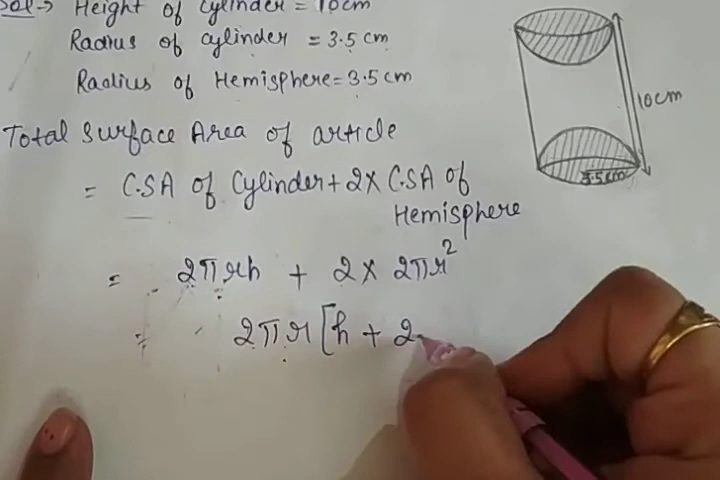 Sol → Height of Cylinder = 10cm
Radius of cylinder = 3.5 cm
Radius of Hemisphere = 3.5 cm
10cm
3.5cm
Total Surface Area of article
= C.S.A of Cylinder + 2 × C.S.A of
Hemisphere
= 2πrh + 2 × 2πr²
= 2πr [h + 2